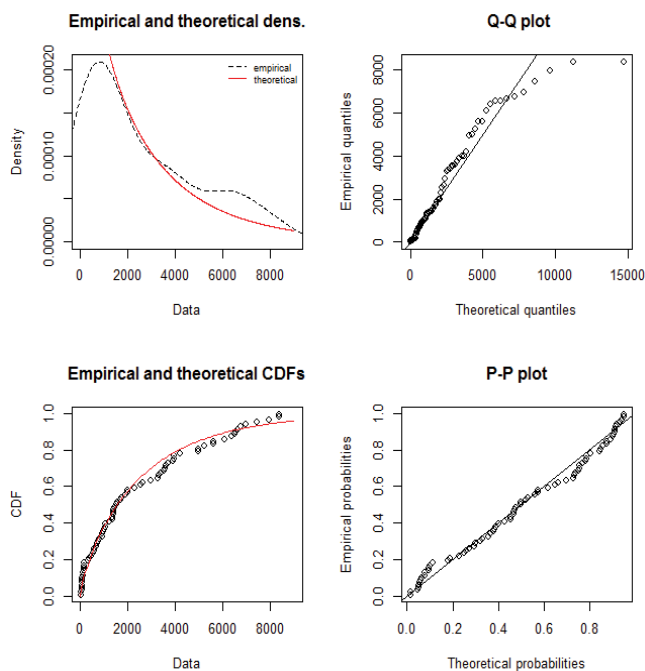 Empirical and theoretical dens.
Density
0.00000 0.00010 0.00020
empirical
theoretical
0 2000 4000 6000 8000
Data
Q-Q plot
Empirical quantiles
0 2000 4000 6000 8000
0 5000 10000 15000
Theoretical quantiles
Empirical and theoretical CDFs
CDF
0.0 0.2 0.4 0.6 0.8 1.0
0 2000 4000 6000 8000
Data
P-P plot
Empirical probabilities
0.0 0.2 0.4 0.6 0.8 1.0
0.0 0.2 0.4 0.6 0.8
Theoretical probabilities